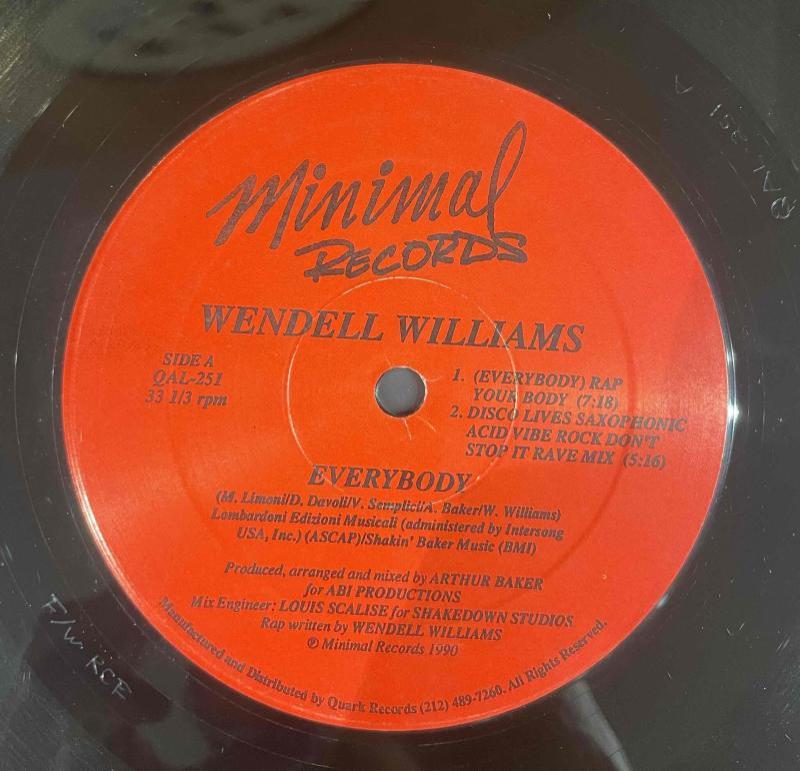 Minimal
RECORDS
WENDELL WILLIAMS
SIDE A
QAL-251
33 1/3 rpm
1. (EVERYBODY) RAP
YOUR BODY (7:18)
2. DISCO LIVES SAXOPHONIC
ACID VIBE ROCK DON'T
STOP IT RAVE MIX (5:16)
EVERYBODY
(M. Limoni/D. Davoli/V. Semplici/A. Baker/W. Williams)
Lombardoni Edizioni Musicali (administered by Intersong
USA, Inc.) (ASCAP)/Shakin' Baker Music (BMI)
Produced, arranged and mixed by ARTHUR BAKER
for ABI PRODUCTIONS
Mix Engineer: LOUIS SCALISE for SHAKEDOWN STUDIOS
Rap written by WENDELL WILLIAMS
℗ Minimal Records 1990
Manufactured and Distributed by Quark Records (212) 489-7260. All Rights Reserved.
QAL-251 A
F/W RCE